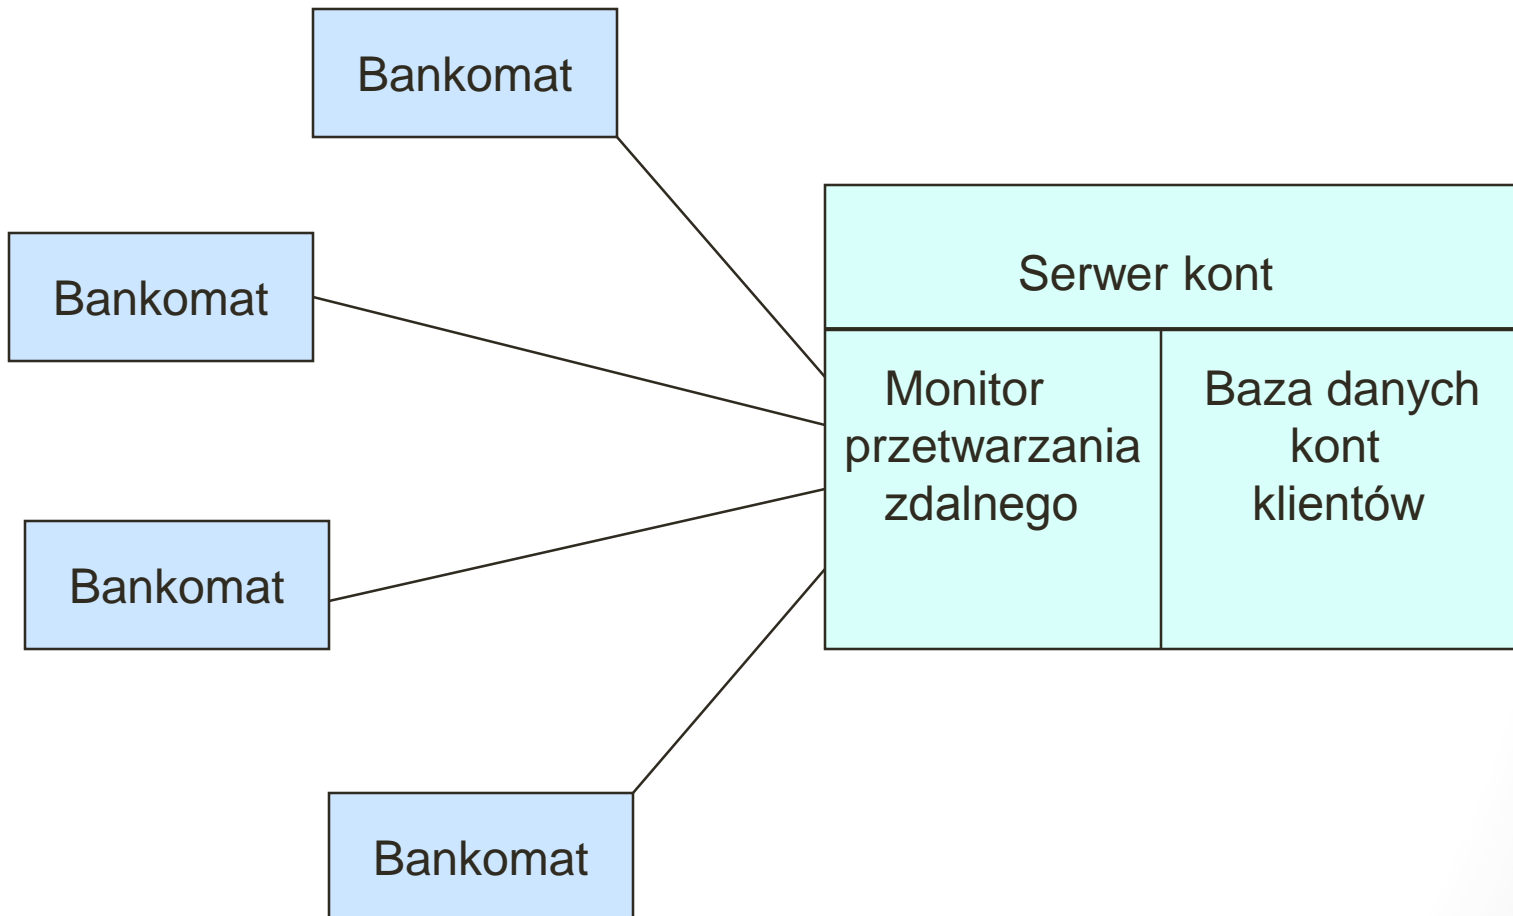 Bankomat
Bankomat
Bankomat
Bankomat
Serwer kont
Monitor
przetwarzania
zdalnego
Baza danych
kont
klientów